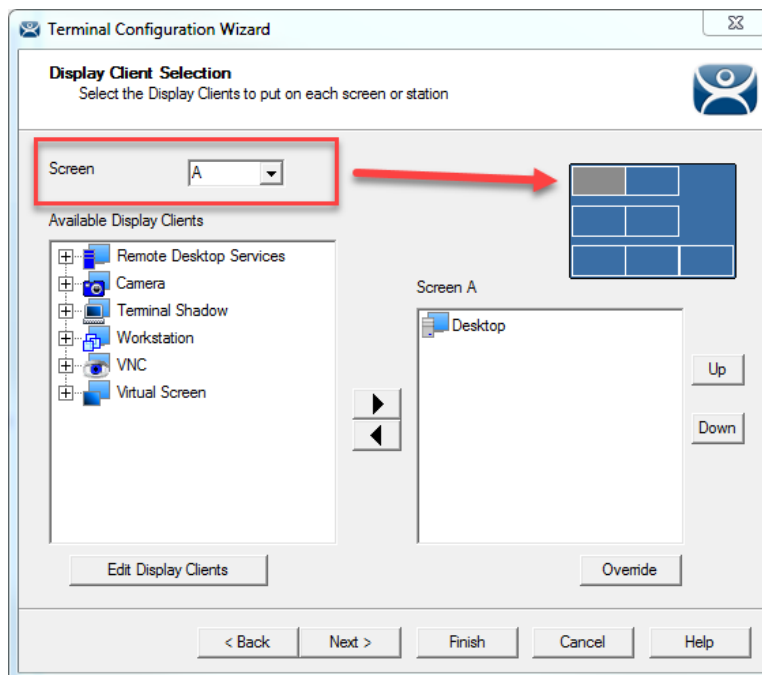 Terminal Configuration Wizard
Display Client Selection
Select the Display Clients to put on each screen or station
Screen
A
Available Display Clients
Remote Desktop Services
Camera
Terminal Shadow
Workstation
VNC
Virtual Screen
Screen A
Desktop
Up
Down
Edit Display Clients
Override
< Back
Next >
Finish
Cancel
Help